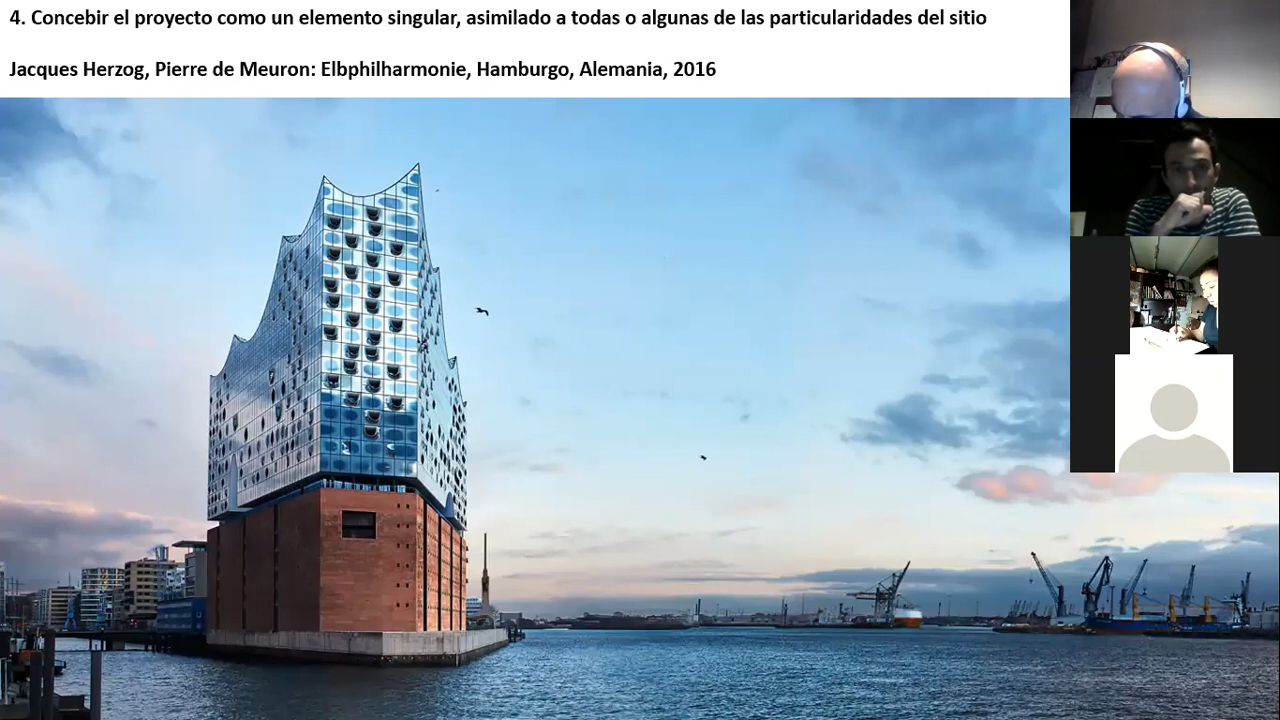 4. Concebir el proyecto como un elemento singular, asimilado a todas o algunas de las particularidades del sitio
Jacques Herzog, Pierre de Meuron: Elbphilharmonie, Hamburgo, Alemania, 2016